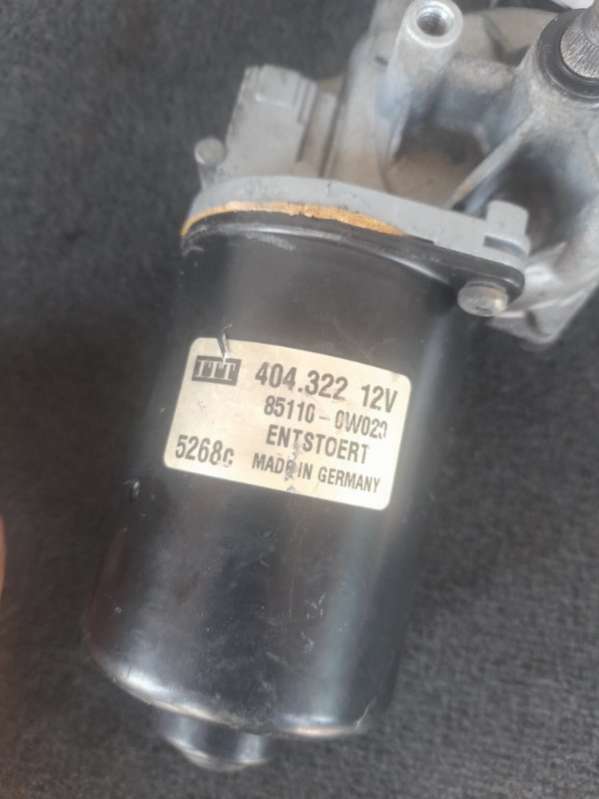 ITT 404.322 12V
85110-0W020
ENTSTOERT
5268c MADE IN GERMANY